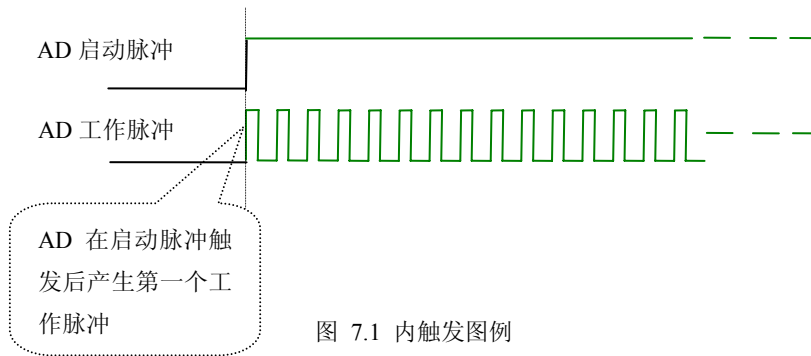 AD 启动脉冲
AD 工作脉冲
AD 在启动脉冲触
发后产生第一个工
作脉冲
图 7.1 内触发图例